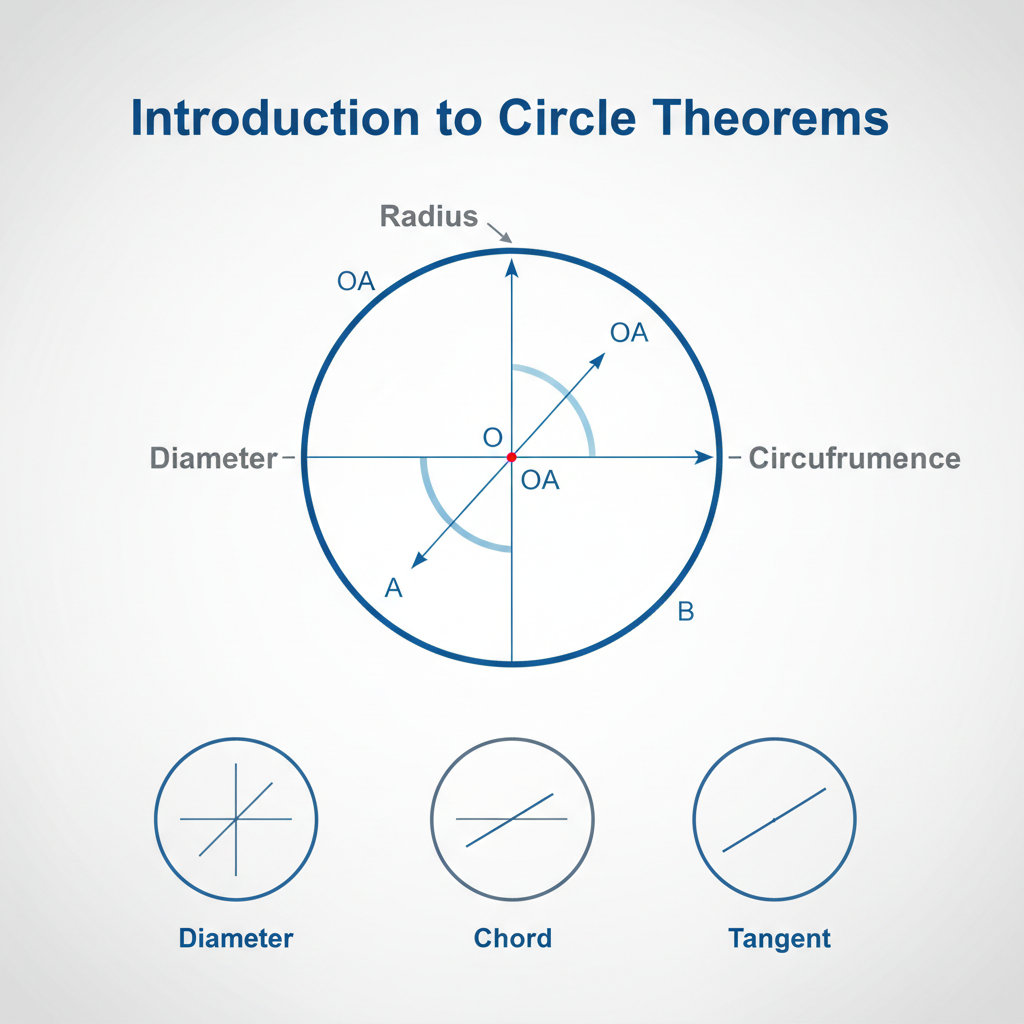 Introduction to Circle Theorems
Radius
OA
OA
O
Diameter
Circufrumence
OA
A
B
Diameter
Chord
Tangent